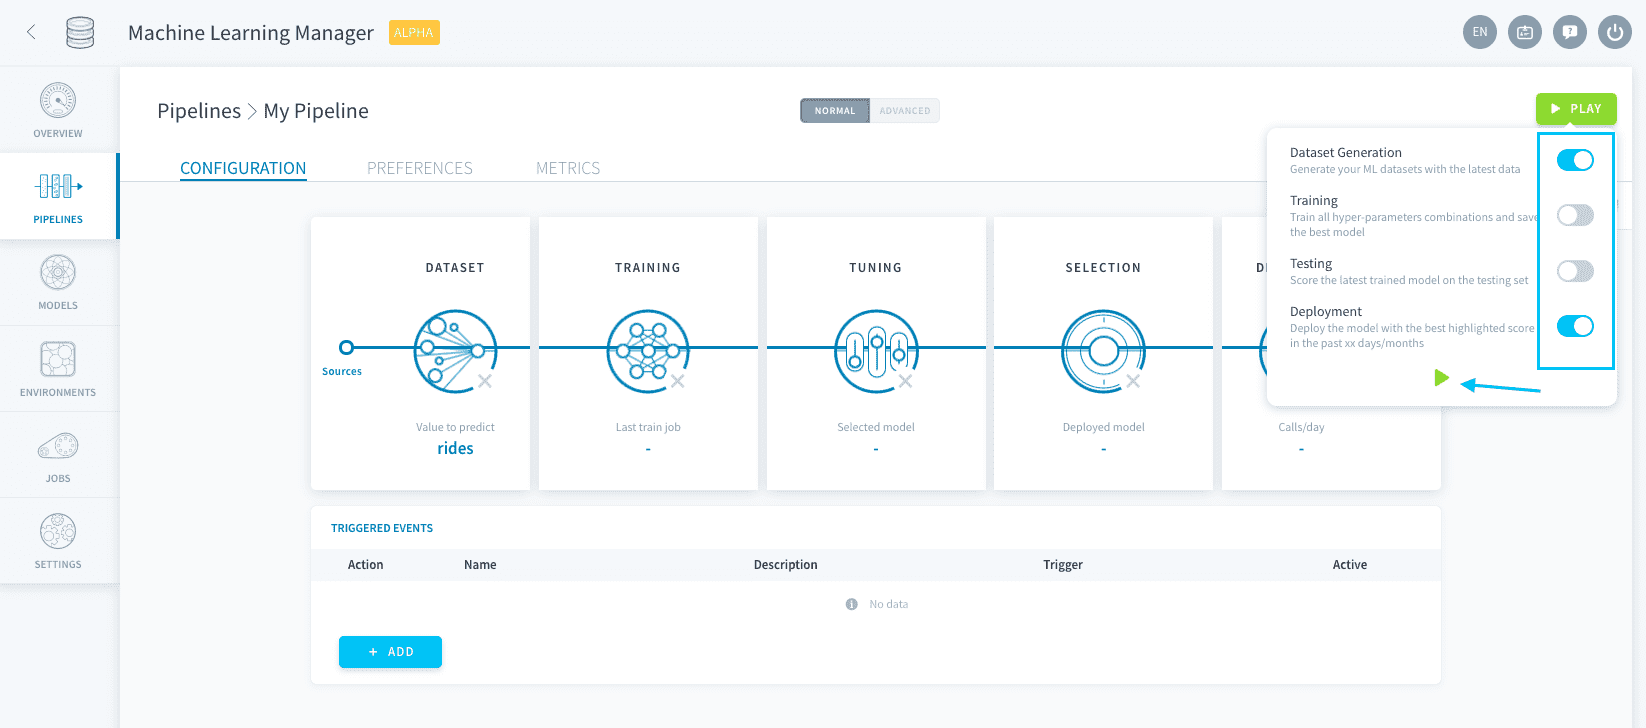 Machine Learning Manager
ALPHA
EN
OVERVIEW
PIPELINES
MODELS
ENVIRONMENTS
JOBS
SETTINGS
Pipelines > My Pipeline
NORMAL
ADVANCED
PLAY
CONFIGURATION
PREFERENCES
METRICS
Dataset Generation
Generate your ML datasets with the latest data
Training
Train all hyper-parameters combinations and save
the best model
Testing
Score the latest trained model on the testing set
Deployment
Deploy the model with the best highlighted score
in the past xx days/months
DATASET
Sources
Value to predict
rides
TRAINING
Last train job
-
TUNING
Selected model
-
SELECTION
Deployed model
-
Calls/day
-
TRIGGERED EVENTS
Action
Name
Description
Trigger
Active
No data
+ ADD